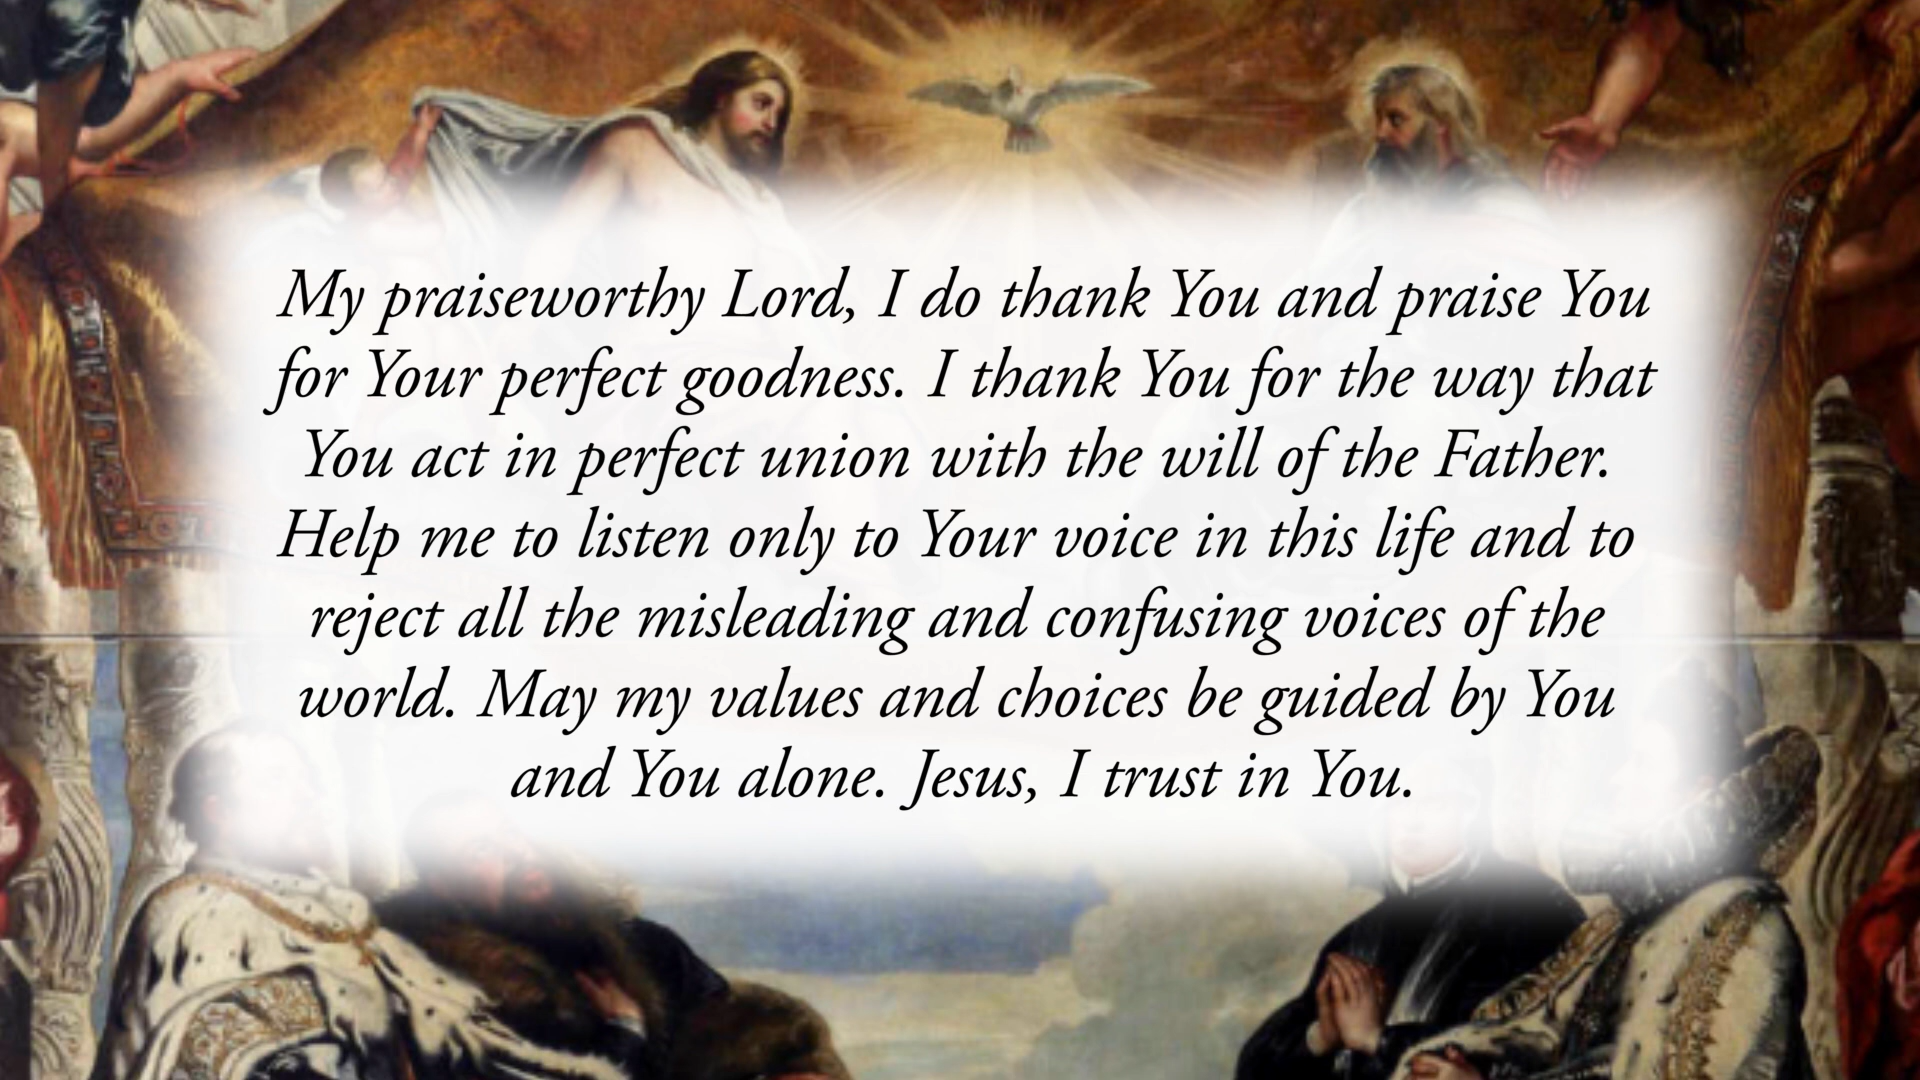 My praiseworthy Lord, I do thank You and praise You
for Your perfect goodness. I thank You for the way that
You act in perfect union with the will of the Father.
Help me to listen only to Your voice in this life and to
reject all the misleading and confusing voices of the
world. May my values and choices be guided by You
and You alone. Jesus, I trust in You.